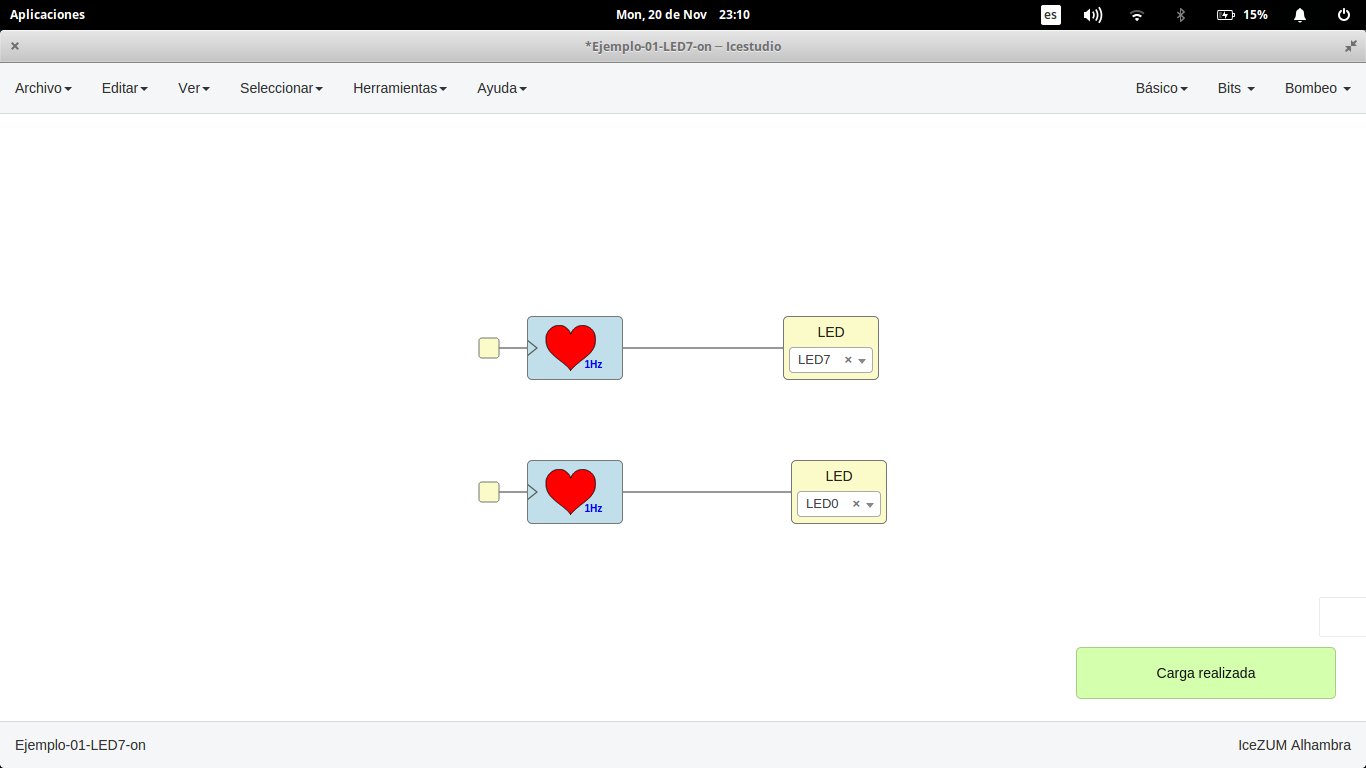 Aplicaciones Mon, 20 de Nov 23:10 es 15%
*Ejemplo-01-LED7-on – Icestudio
Archivo Editar Ver Seleccionar Herramientas Ayuda Básico Bits Bombeo
LED
LED7
1Hz
LED
LED0
1Hz
Carga realizada
Ejemplo-01-LED7-on IceZUM Alhambra